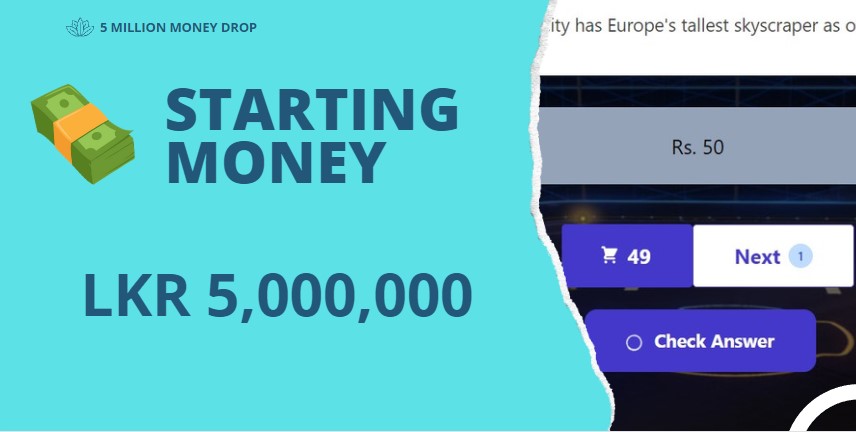 5 MILLION MONEY DROP
STARTING
MONEY
LKR 5,000,000
ity has Europe's tallest skyscraper as o
Rs. 50
49
Next 1
Check Answer